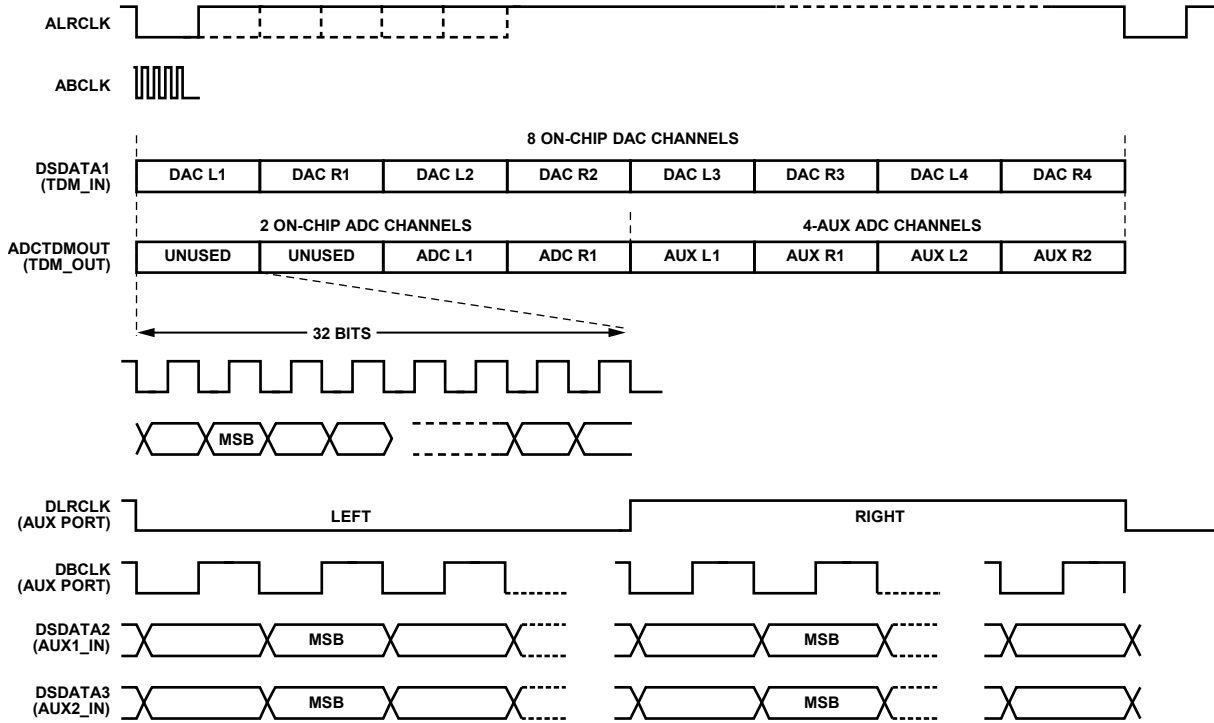 ALRCLK
ABCLK
8 ON-CHIP DAC CHANNELS
DSDATA1
(TDM_IN)
DAC L1 DAC R1 DAC L2 DAC R2 DAC L3 DAC R3 DAC L4 DAC R4
2 ON-CHIP ADC CHANNELS 4-AUX ADC CHANNELS
ADCTDMOUT
(TDM_OUT)
UNUSED UNUSED ADC L1 ADC R1 AUX L1 AUX R1 AUX L2 AUX R2
32 BITS
MSB
DLRCLK
(AUX PORT)
LEFT RIGHT
DBCLK
(AUX PORT)
DSDATA2
(AUX1_IN)
MSB MSB
DSDATA3
(AUX2_IN)
MSB MSB